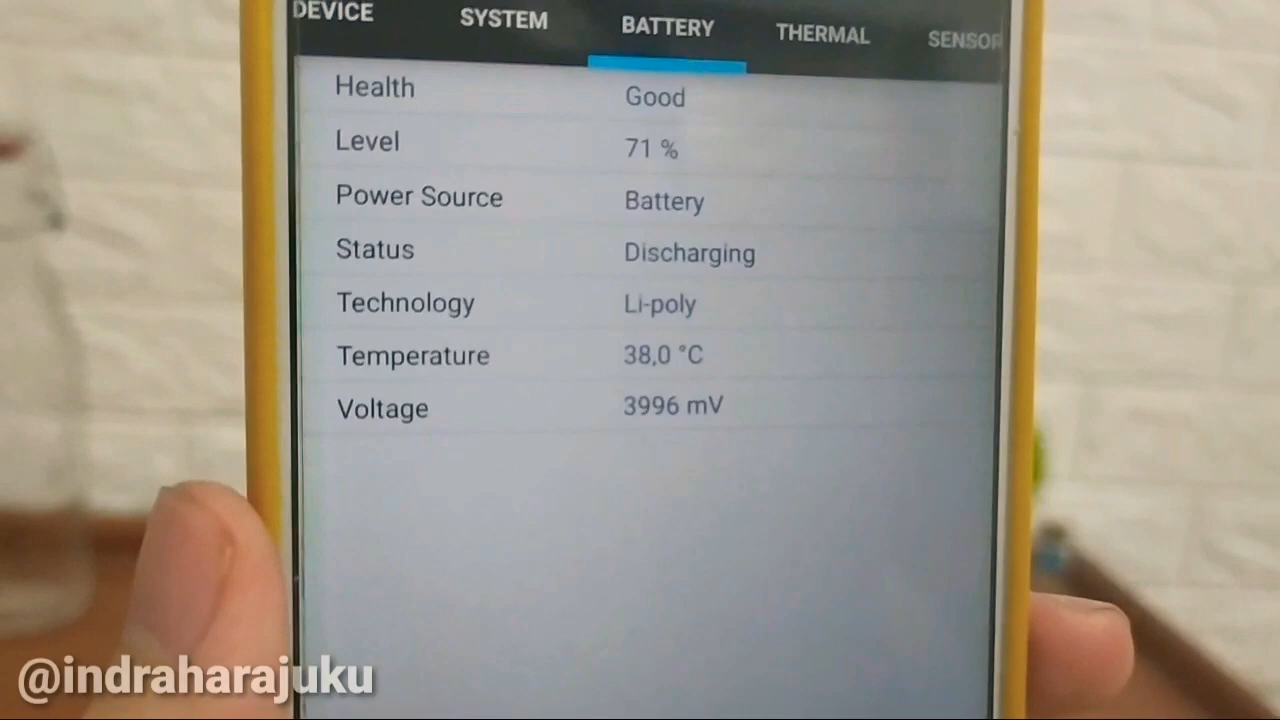 DEVICE SYSTEM BATTERY THERMAL SENSOR
Health Good
Level 71 %
Power Source Battery
Status Discharging
Technology Li-poly
Temperature 38,0 °C
Voltage 3996 mV
@indraharajuku